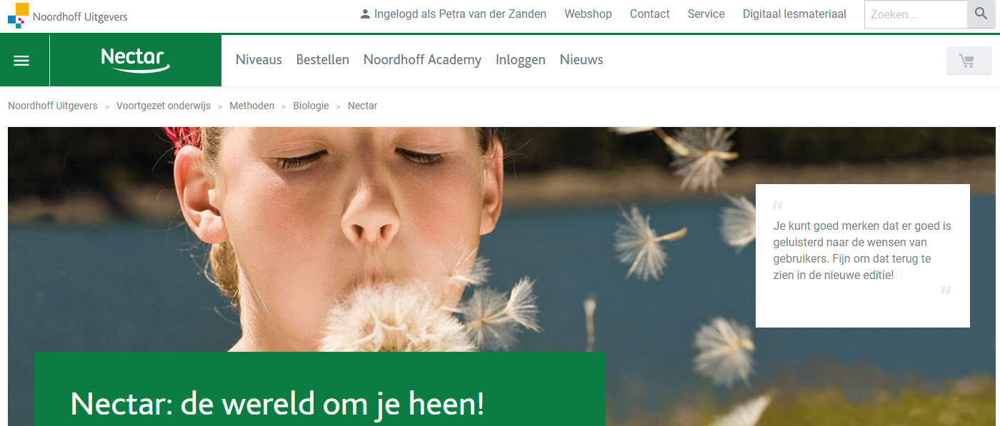 Noordhoff Uitgevers
Ingelogd als Petra van der Zanden Webshop Contact Service Digitaal lesmateriaal Zoeken...
Nectar
Niveaus Bestellen Noordhoff Academy Inloggen Nieuws
Noordhoff Uitgevers > Voortgezet onderwijs > Methoden > Biologie > Nectar
“
Je kunt goed merken dat er goed is
geluisterd naar de wensen van
gebruikers. Fijn om dat terug te
zien in de nieuwe editie!
”
Nectar: de wereld om je heen!